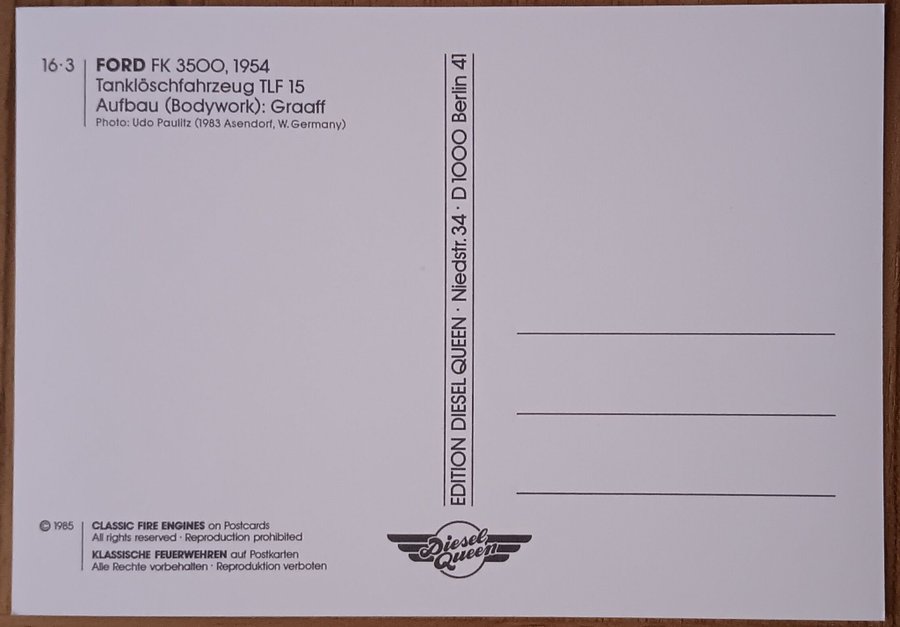 16·3
FORD FK 3500, 1954
Tanklöschfahrzeug TLF 15
Aufbau (Bodywork): Graaff
Photo: Udo Paulitz (1983 Asendorf, W. Germany)
EDITION DIESEL QUEEN · Niedstr. 34 · D 1000 Berlin 41
© 1985
CLASSIC FIRE ENGINES on Postcards
All rights reserved · Reproduction prohibited
KLASSISCHE FEUERWEHREN auf Postkarten
Alle Rechte vorbehalten · Reproduktion verboten
Diesel
Queen